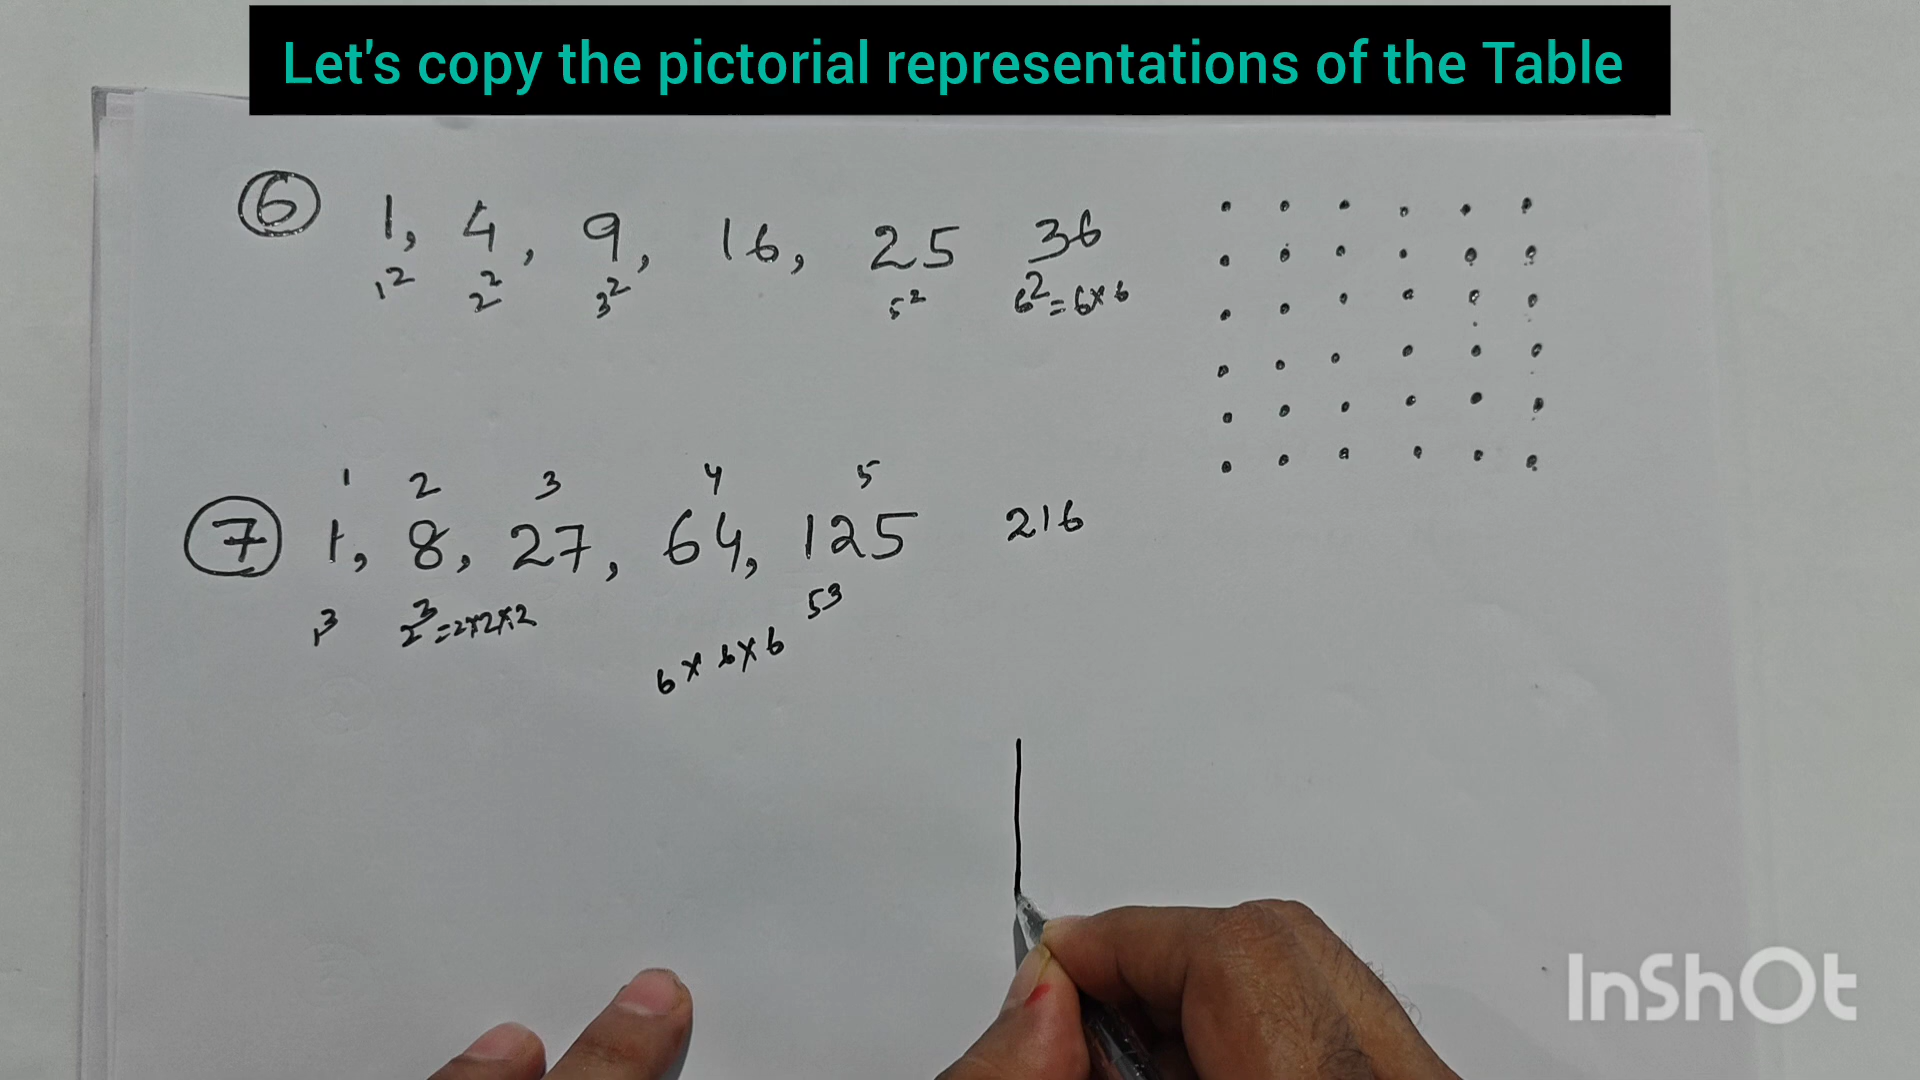 Let's copy the pictorial representations of the Table
6 1, 4, 9, 16, 25 36
1² 2² 3² 5² 6² = 6×6
1 2 3 4 5
7 1, 8, 27, 64, 125 216
1³ 2³ = 2×2×2 5³
6×6×6
InShOt